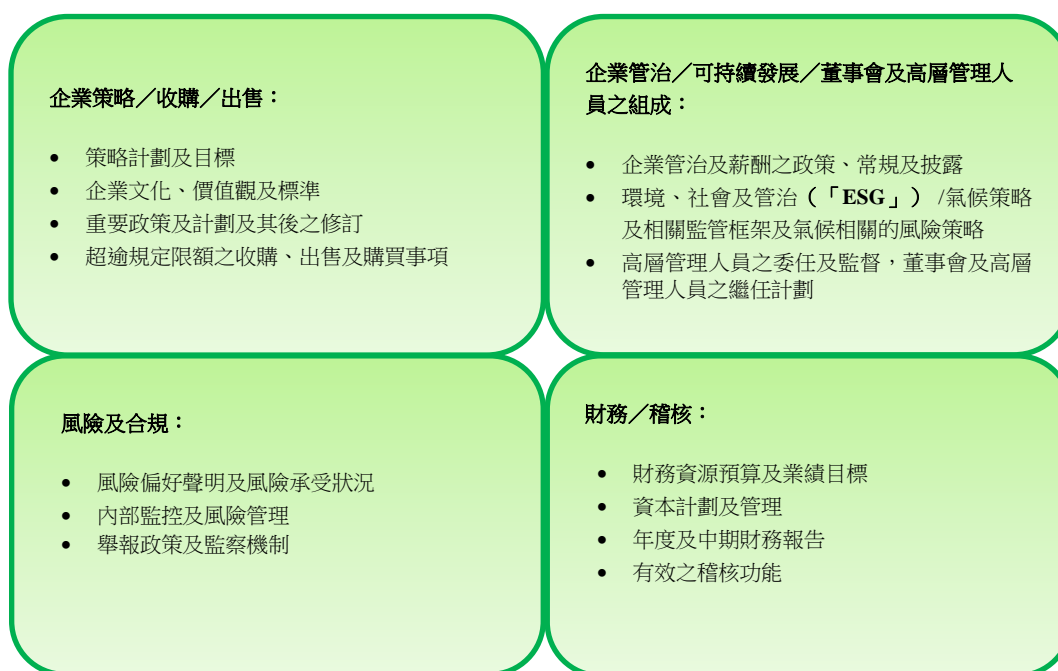 企業策略／收購／出售：
• 策略計劃及目標
• 企業文化、價值觀及標準
• 重要政策及計劃及其後之修訂
• 超逾規定限額之收購、出售及購買事項
企業管治／可持續發展／董事會及高層管理人
員之組成：
• 企業管治及薪酬之政策、常規及披露
• 環境、社會及管治（「ESG」）/氣候策略
及相關監管框架及氣候相關的風險策略
• 高層管理人員之委任及監督，董事會及高層
管理人員之繼任計劃
風險及合規：
• 風險偏好聲明及風險承受狀況
• 內部監控及風險管理
• 舉報政策及監察機制
財務／稽核：
• 財務資源預算及業績目標
• 資本計劃及管理
• 年度及中期財務報告
• 有效之稽核功能